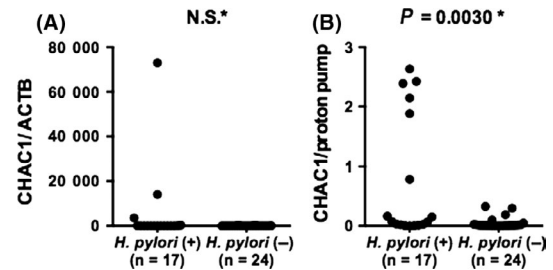 (A) N.S.*
CHAC1/ACTB
80 000
60 000
40 000
20 000
0
H. pylori (+) H. pylori (–)
(n = 17) (n = 24)
(B) P = 0.0030 *
CHAC1/proton pump
3
2
1
0
H. pylori (+) H. pylori (–)
(n = 17) (n = 24)